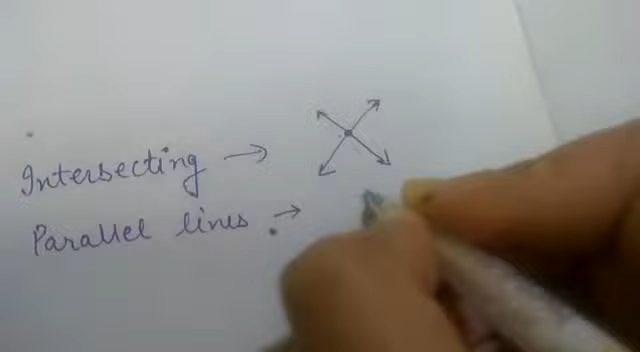 Intersecting →
Parallel lines . →